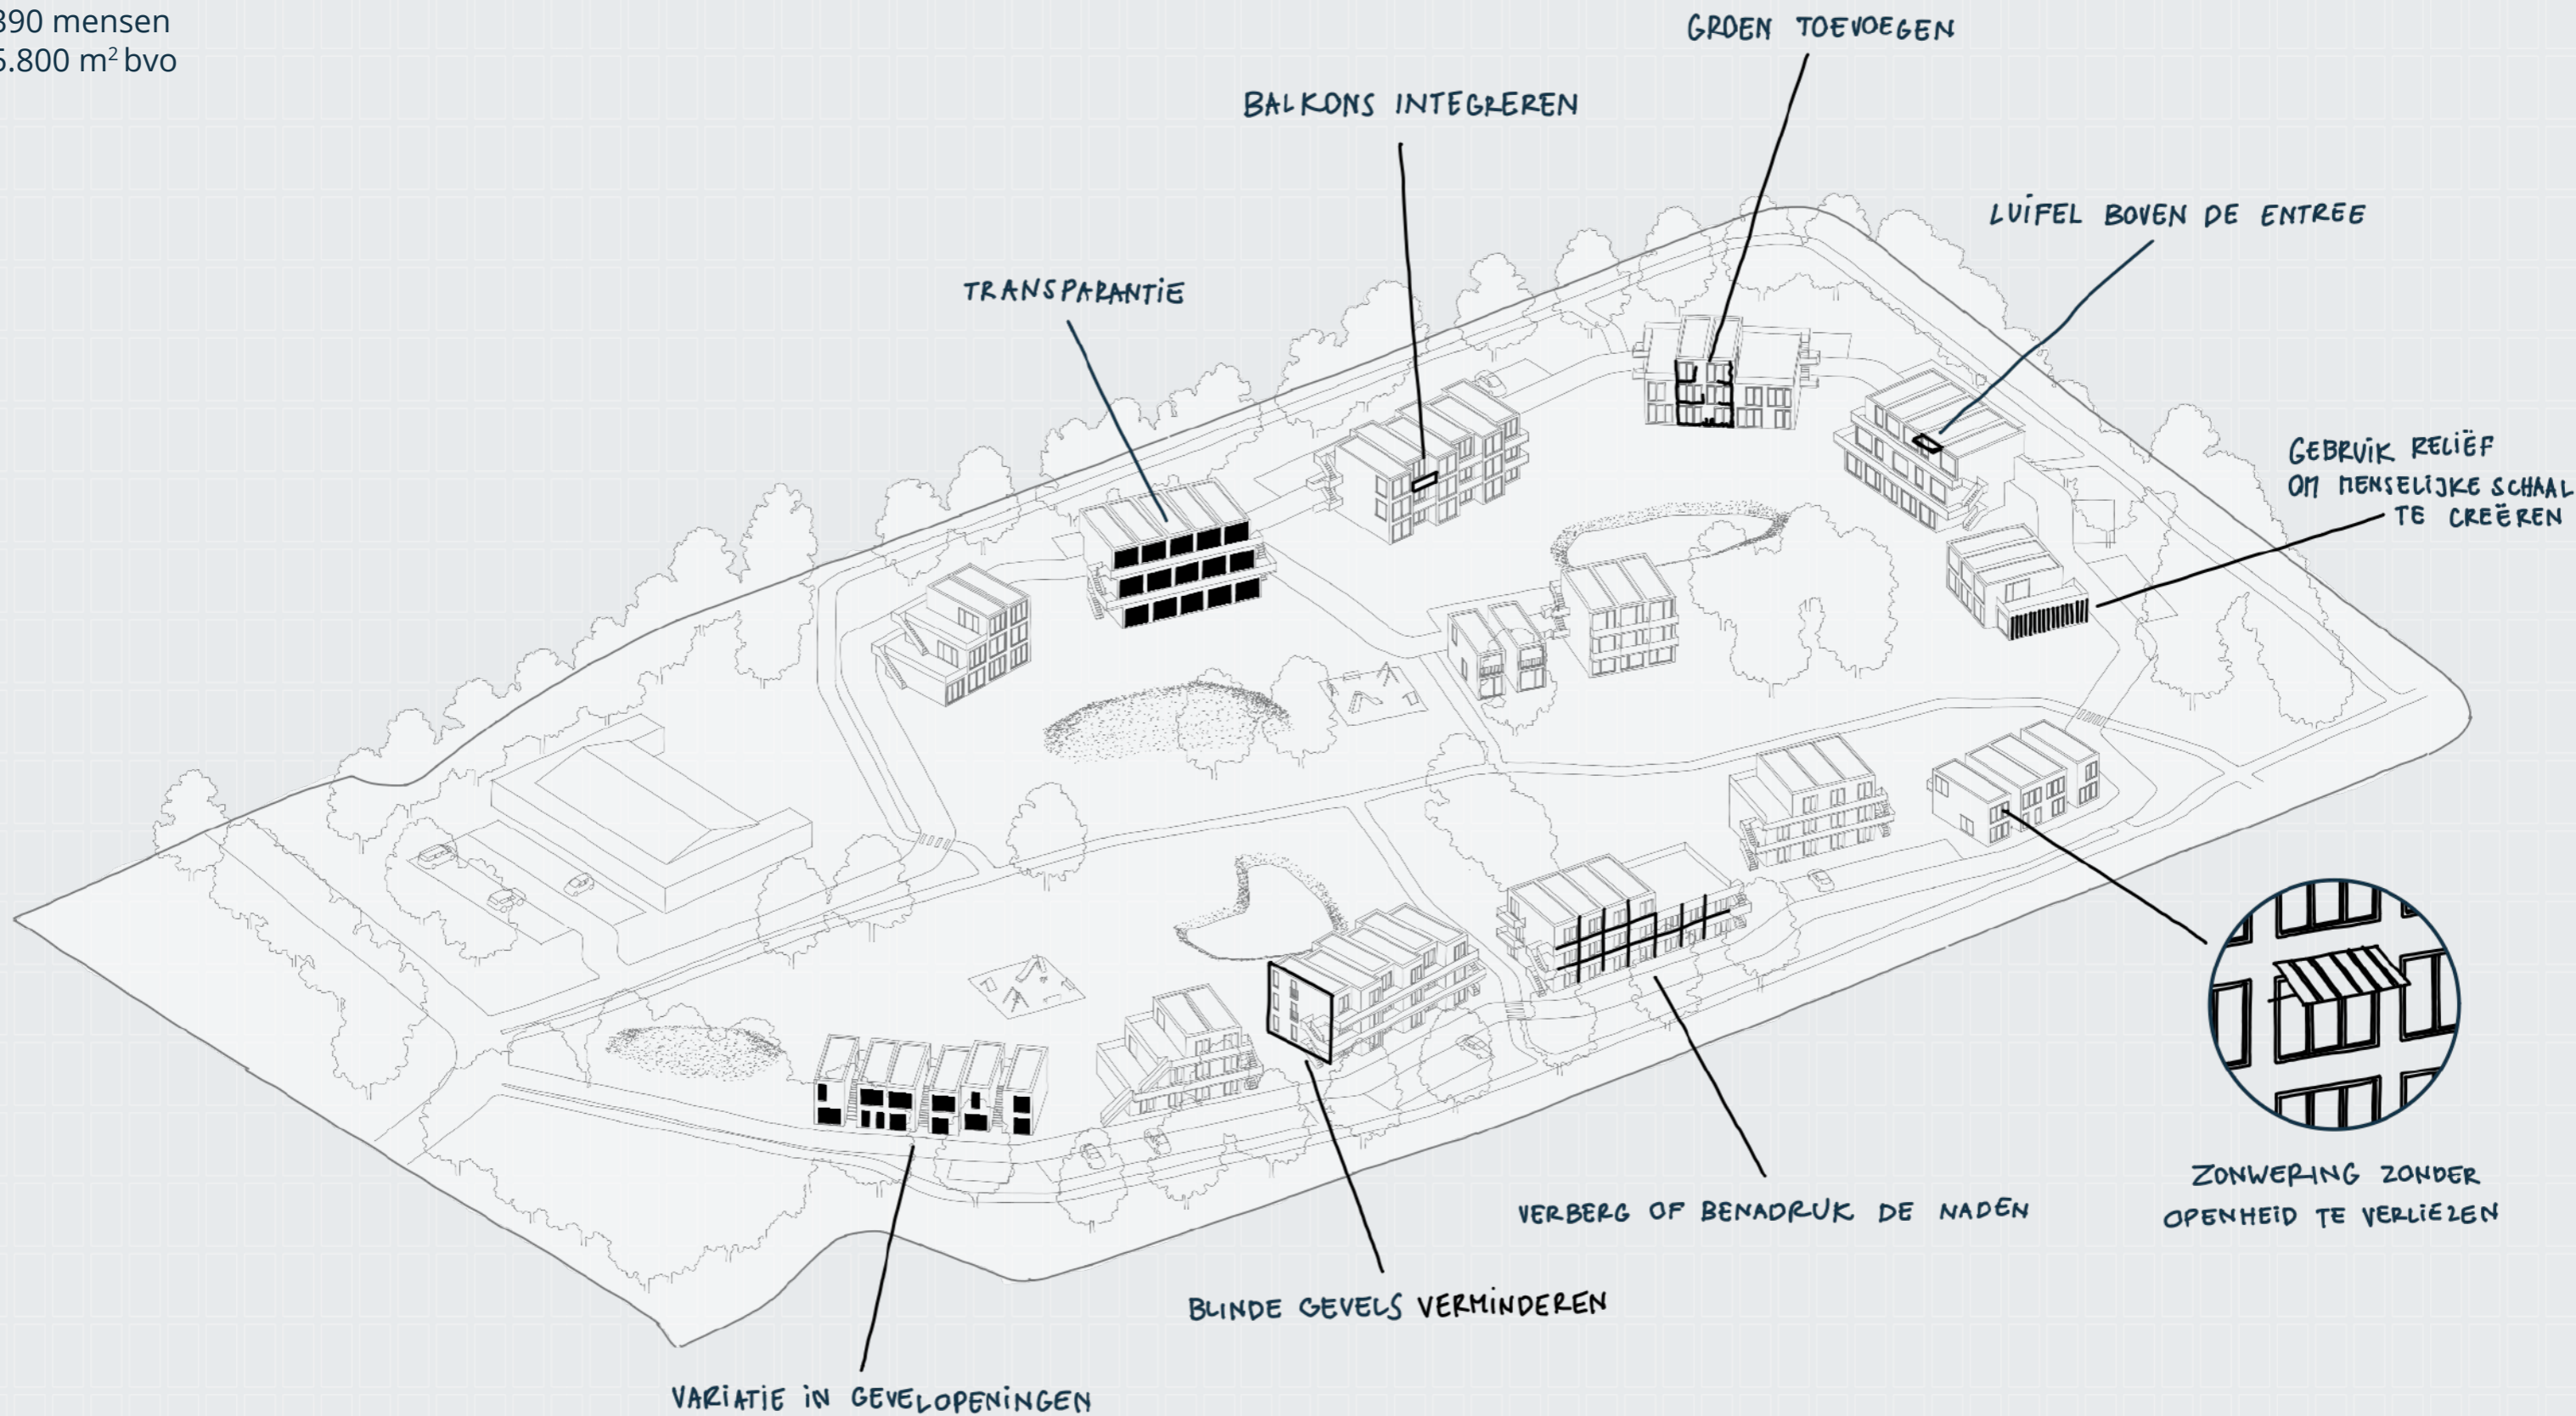 390 mensen
5.800 m² bvo
GROEN TOEVOEGEN
BALKONS INTEGREREN
LUIFEL BOVEN DE ENTREE
TRANSPARANTIE
GEBRUIK RELIËF
OM MENSELIJKE SCHAAL
TE CREËREN
ZONWERING ZONDER
OPENHEID TE VERLIEZEN
VERBERG OF BENADRUK DE NADEN
BLINDE GEVELS VERMINDEREN
VARIATIE IN GEVELOPENINGEN